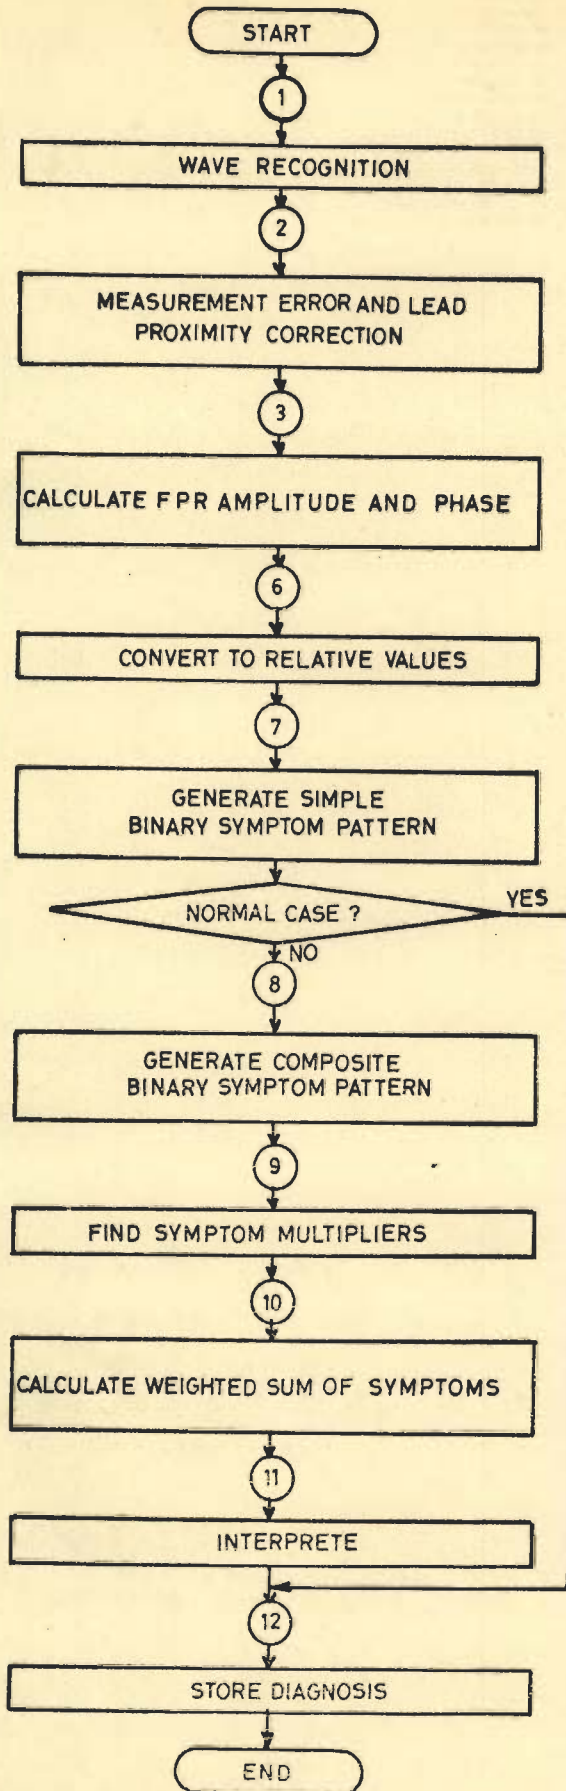 START
1
WAVE RECOGNITION
2
MEASUREMENT ERROR AND LEAD
PROXIMITY CORRECTION
3
CALCULATE FPR AMPLITUDE AND PHASE
6
CONVERT TO RELATIVE VALUES
7
GENERATE SIMPLE
BINARY SYMPTOM PATTERN
NORMAL CASE ?
YES
NO
8
GENERATE COMPOSITE
BINARY SYMPTOM PATTERN
9
FIND SYMPTOM MULTIPLIERS
10
CALCULATE WEIGHTED SUM OF SYMPTOMS
11
INTERPRETE
12
STORE DIAGNOSIS
END